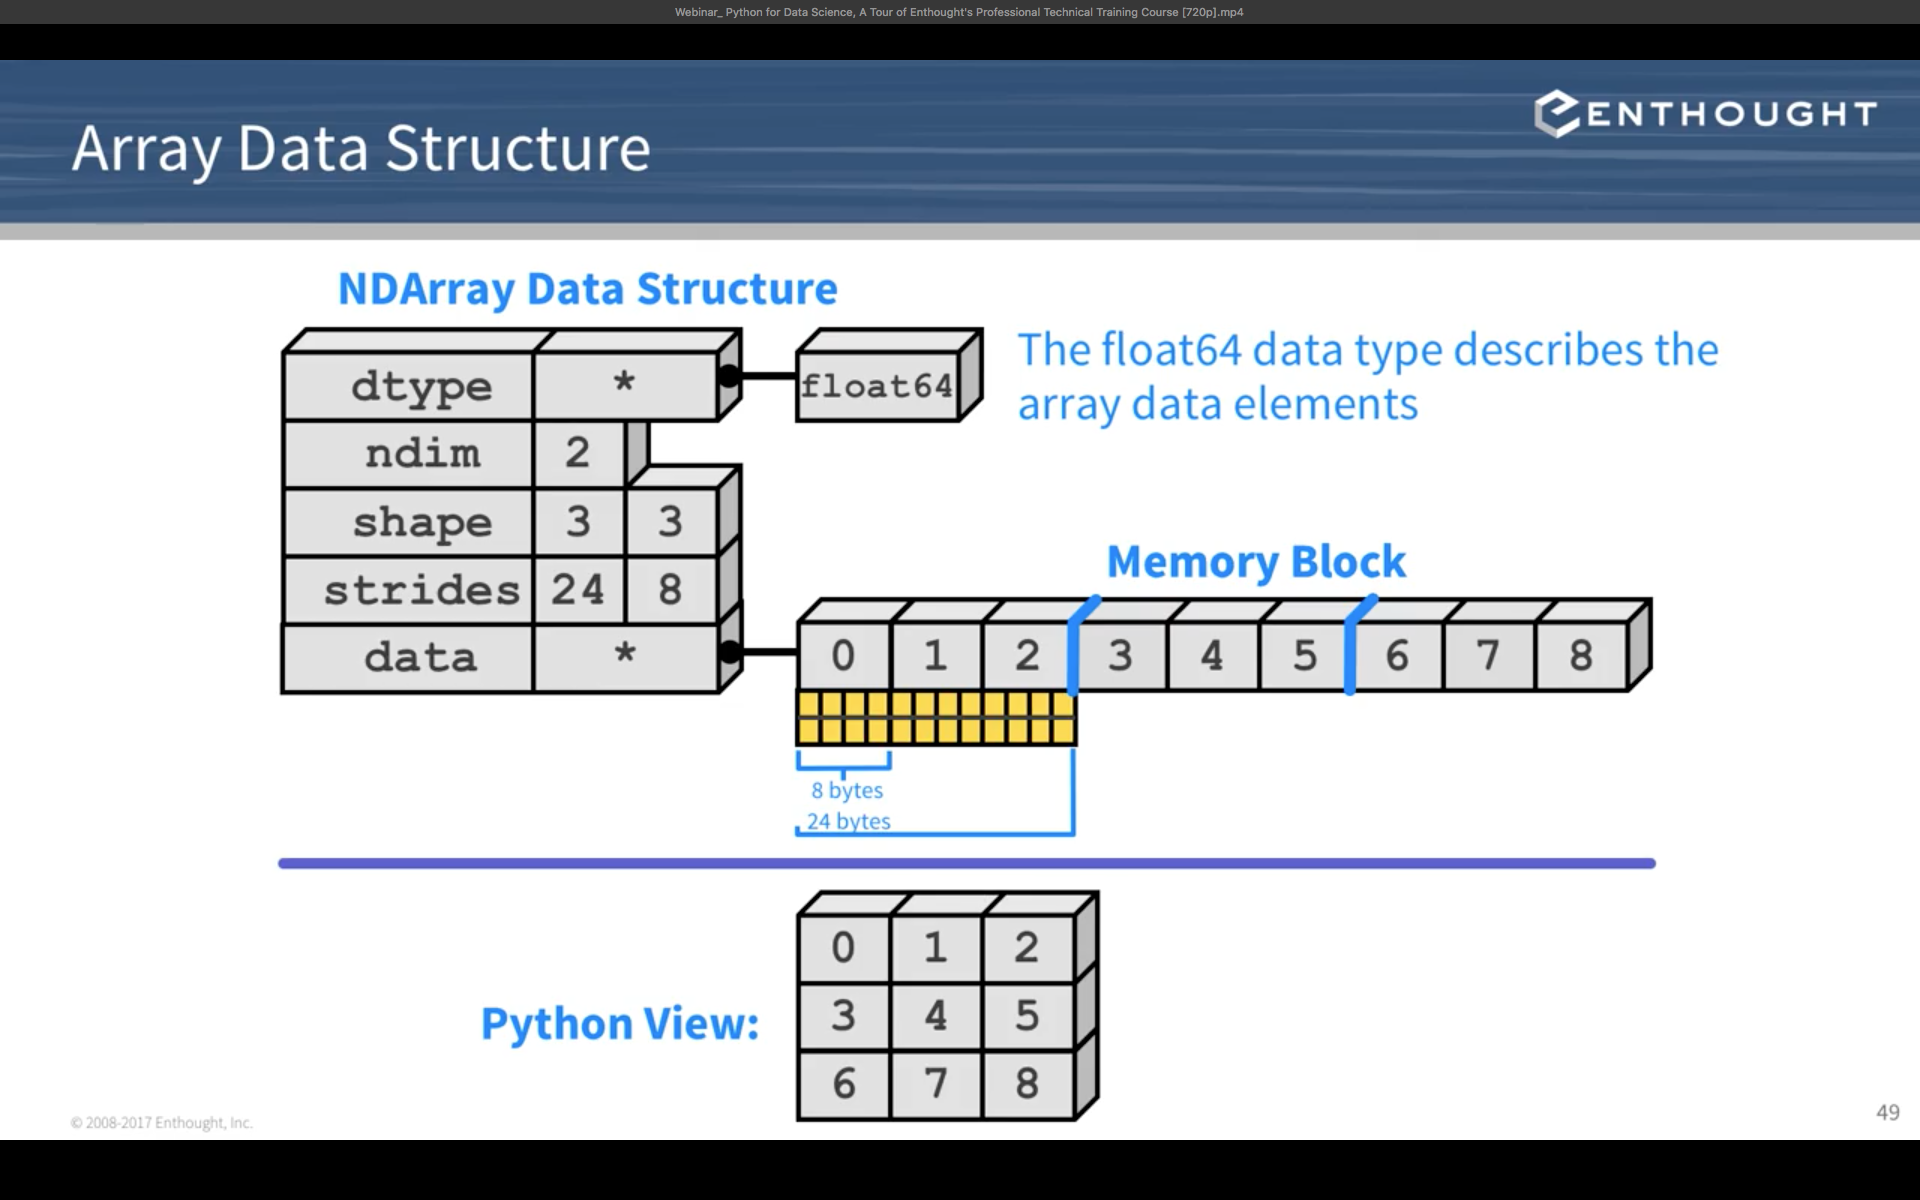 Webinar_ Python for Data Science, A Tour of Enthought's Professional Technical Training Course [720p].mp4
ENTHOUGHT
Array Data Structure
NDArray Data Structure
dtype *
float64
The float64 data type describes the
array data elements
ndim 2
shape 3 3
strides 24 8
data *
Memory Block
0 1 2 3 4 5 6 7 8
8 bytes
24 bytes
Python View:
0 1 2
3 4 5
6 7 8
© 2008-2017 Enthought, Inc.
49